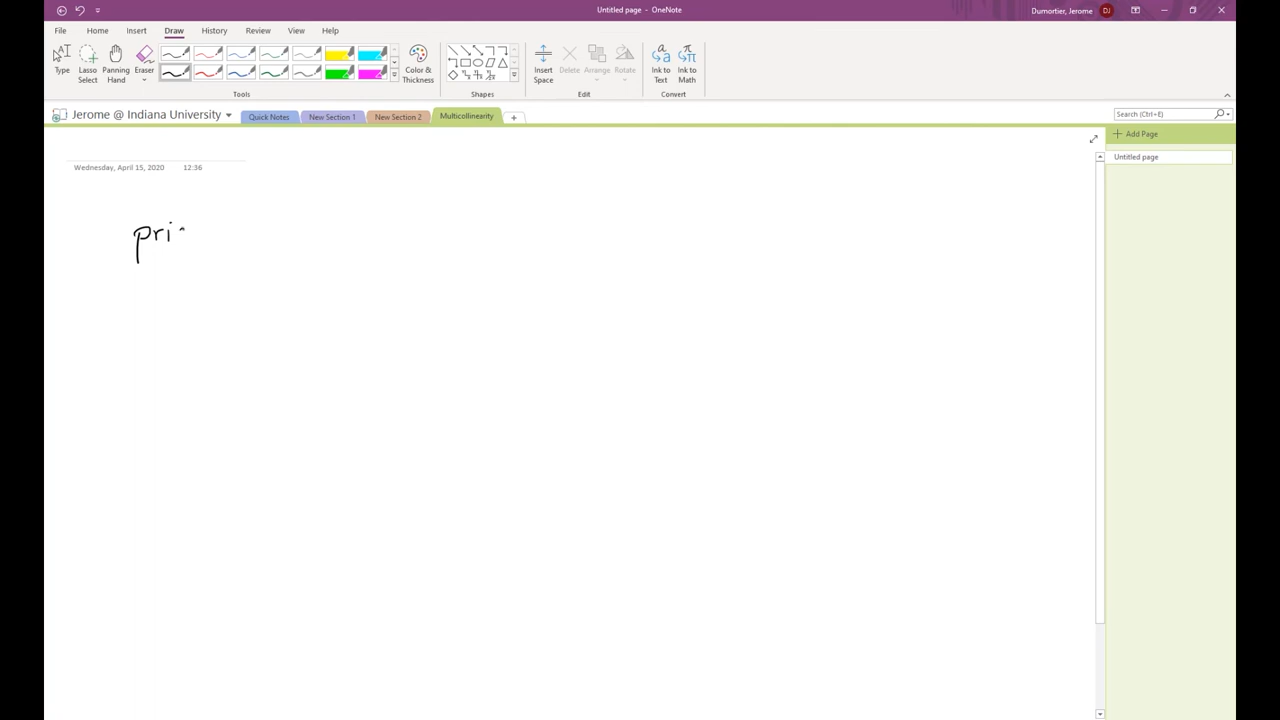 Untitled page - OneNote
Dumortier, Jerome DJ
File Home Insert Draw History Review View Help
Type Lasso Select Panning Hand Eraser Color & Thickness Insert Space Delete Arrange Rotate Ink to Text Ink to Math
Tools Shapes Edit Convert
Jerome @ Indiana University Quick Notes New Section 1 New Section 2 Multicollinearity Search (Ctrl+E)
Add Page
Untitled page
Wednesday, April 15, 2020 12:36
pri